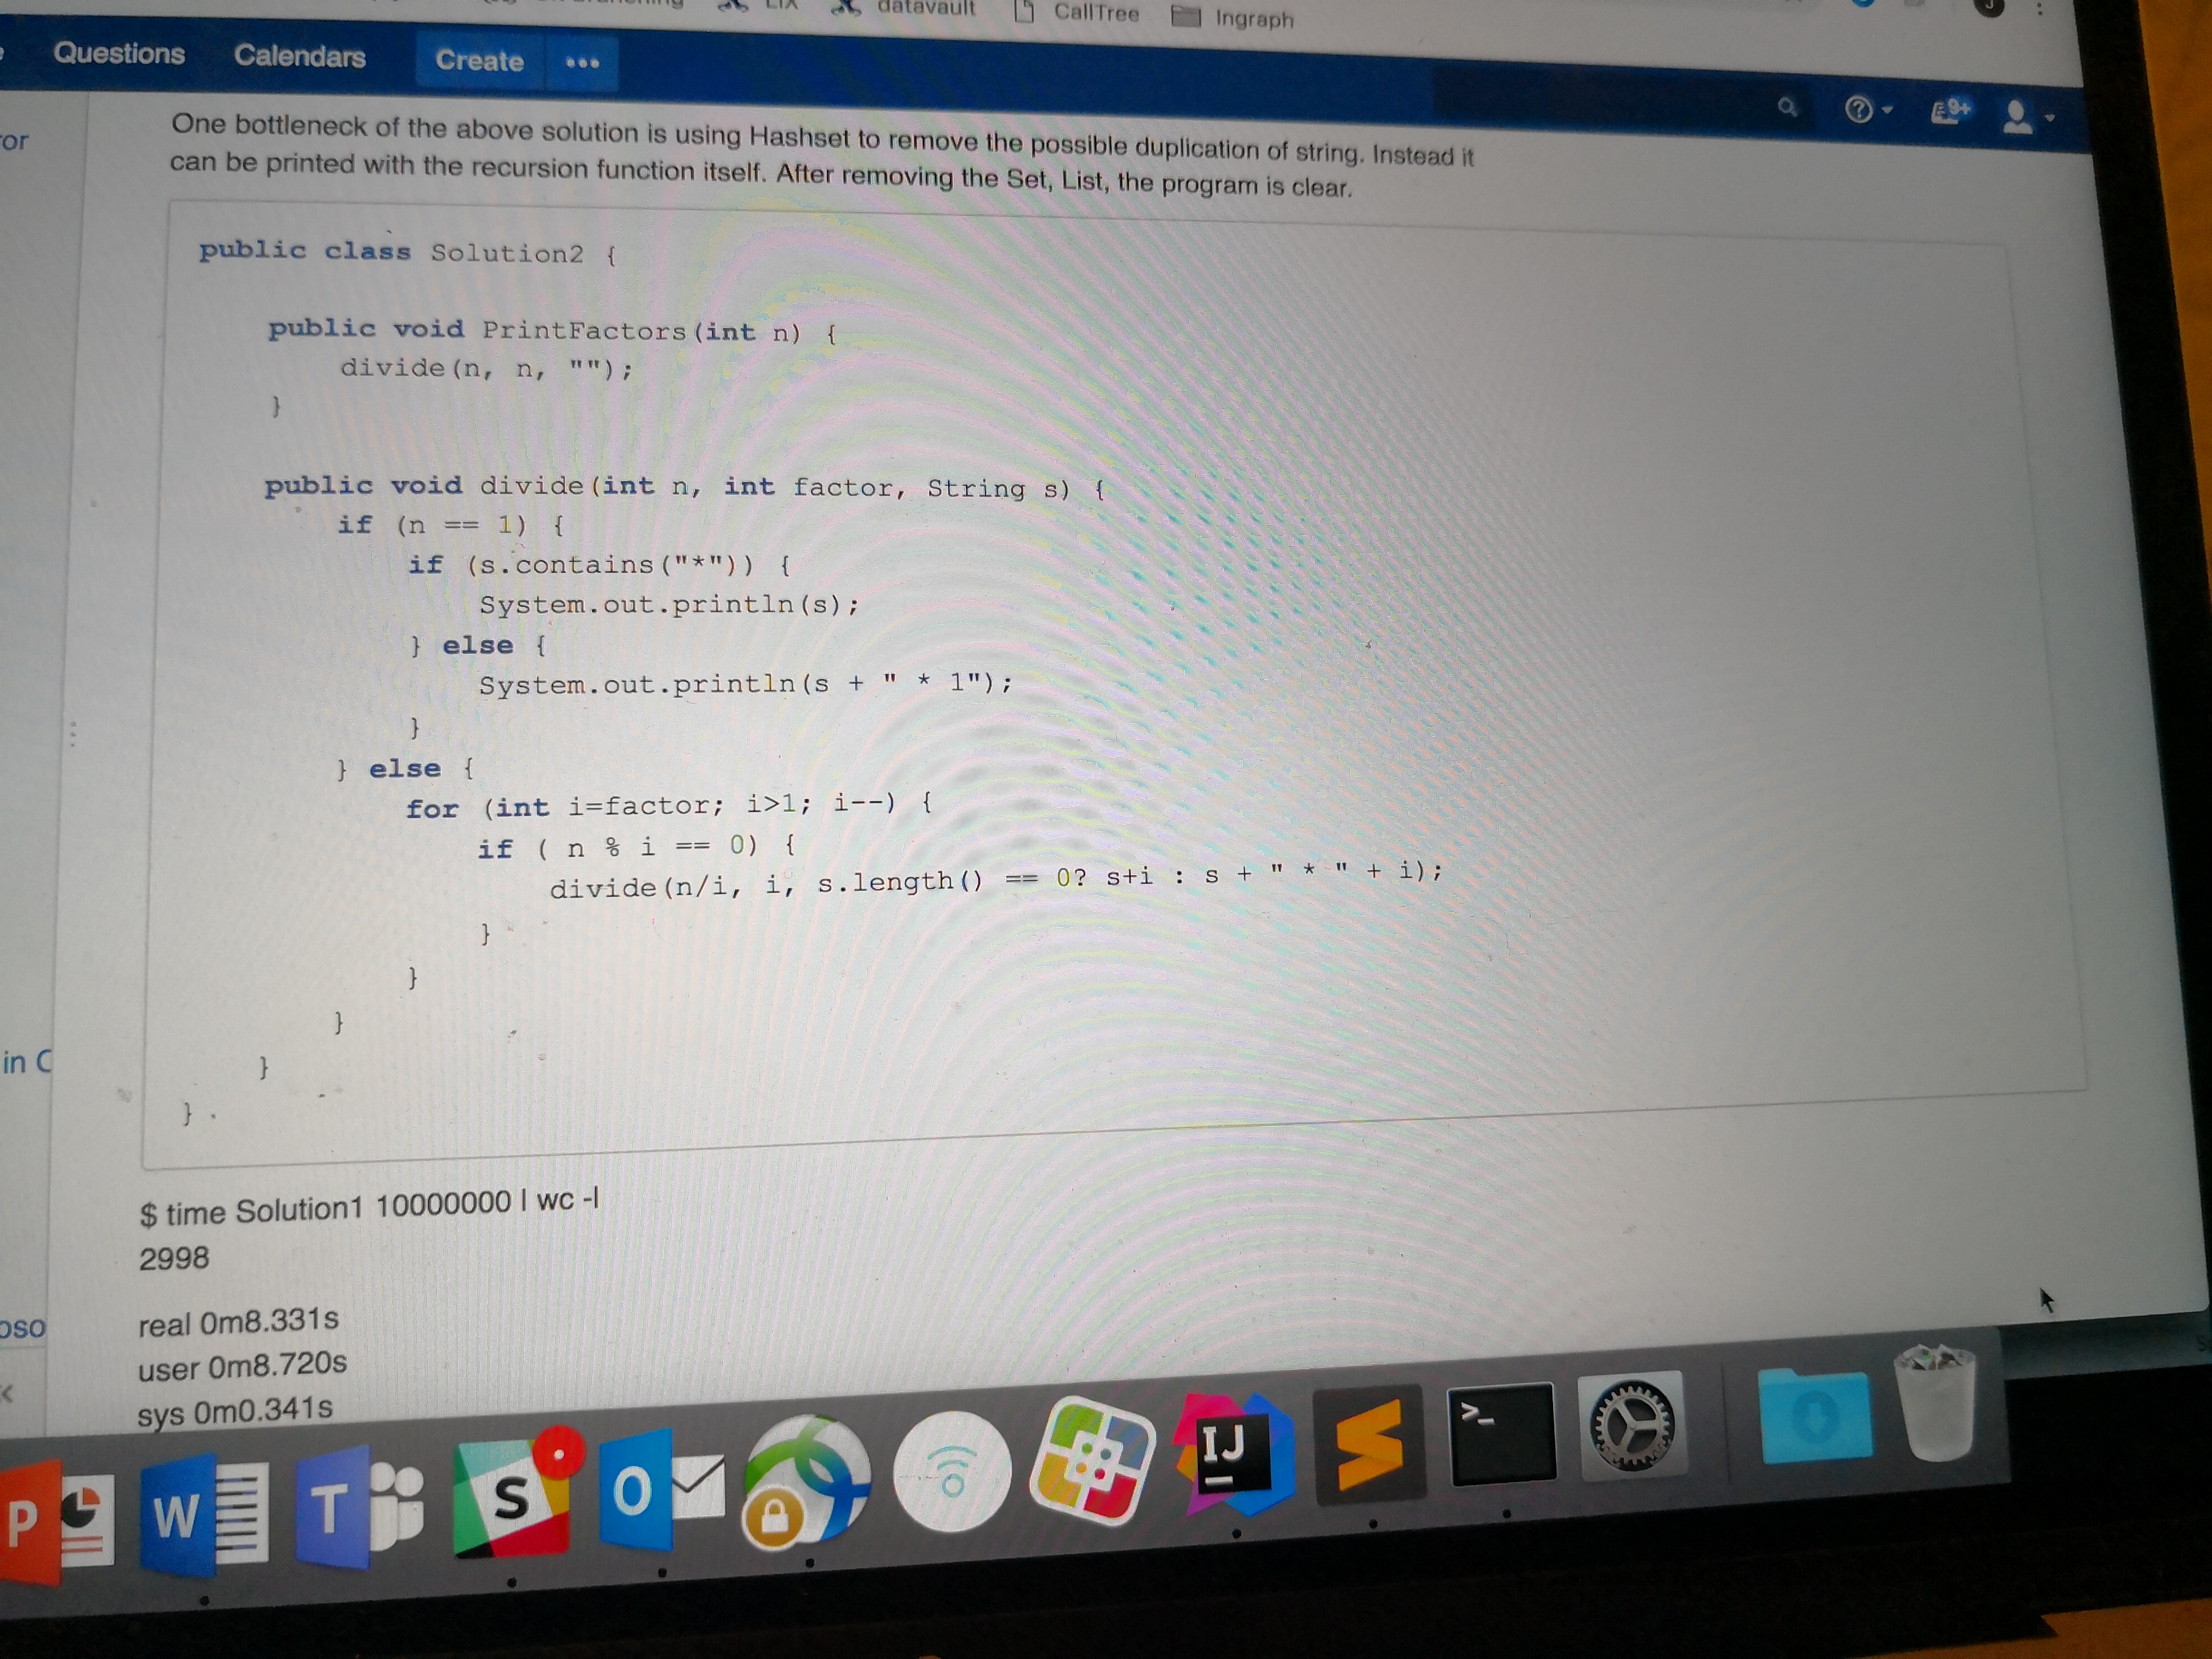 LIX datavault CallTree Ingraph
Questions Calendars Create •••
9+
or
One bottleneck of the above solution is using Hashset to remove the possible duplication of string. Instead it
can be printed with the recursion function itself. After removing the Set, List, the program is clear.
public class Solution2 {
public void PrintFactors(int n) {
divide(n, n, "");
}
public void divide(int n, int factor, String s) {
if (n == 1) {
if (s.contains("*")) {
System.out.println(s);
} else {
System.out.println(s + " * 1");
}
} else {
for (int i=factor; i>1; i--) {
if ( n % i == 0) {
divide(n/i, i, s.length() == 0? s+i : s + " * " + i);
}
}
}
in C
}
}
$ time Solution1 10000000 | wc -l
2998
real 0m8.331s
oso
user 0m8.720s
sys 0m0.341s
P W T S O IJ >_